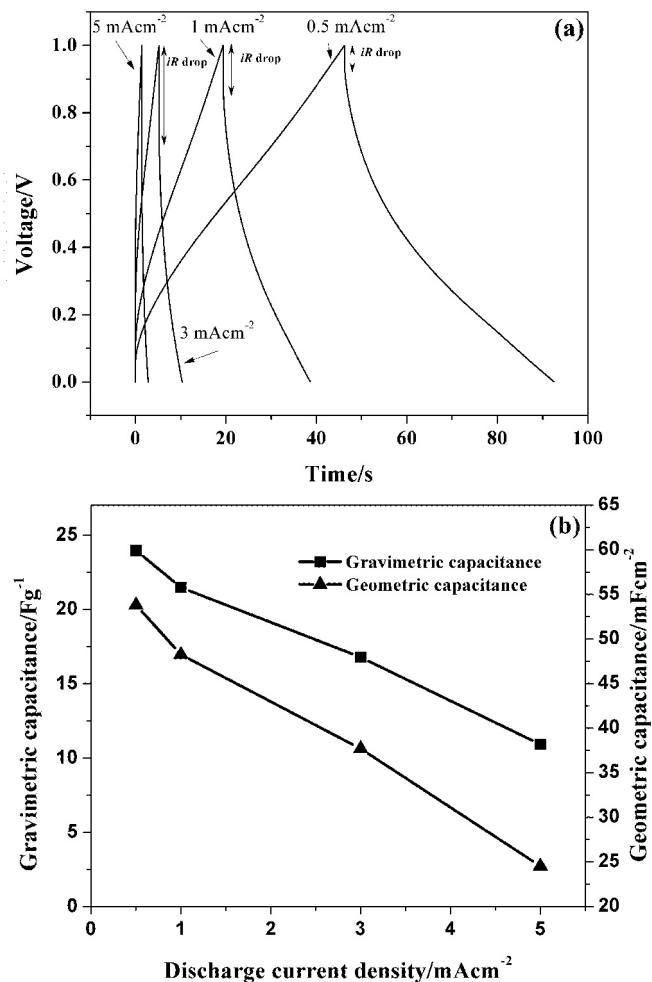 (a)
5 mAcm-2
1 mAcm-2
0.5 mAcm-2
iR drop
iR drop
iR drop
3 mAcm-2
1.0
0.8
0.6
0.4
0.2
0.0
Voltage/V
0 20 40 60 80 100
Time/s
(b)
Gravimetric capacitance
Geometric capacitance
25
20
15
10
5
0
Gravimetric capacitance/Fg-1
65
60
55
50
45
40
35
30
25
20
Geometric capacitance/mFcm-2
0 1 2 3 4 5
Discharge current density/mAcm-2